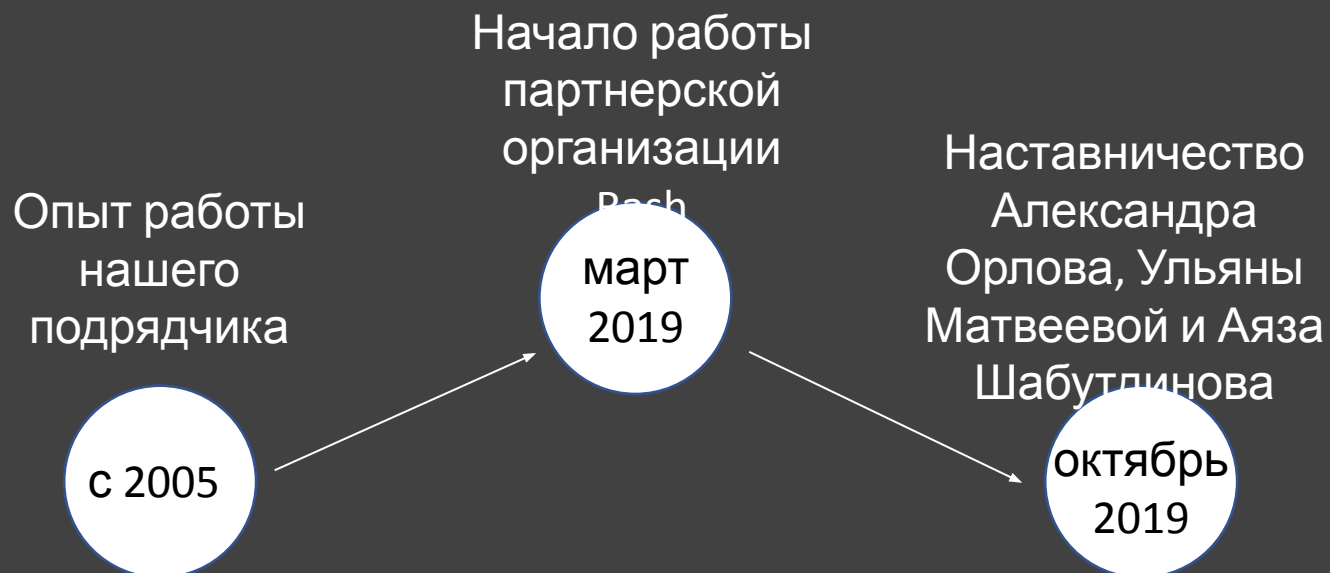 Опыт работы
нашего
подрядчика
с 2005
Начало работы
партнерской
организации
март
2019
Наставничество
Александра
Орлова, Ульяны
Матвеевой и Аяза
Шабутдинова
октябрь
2019